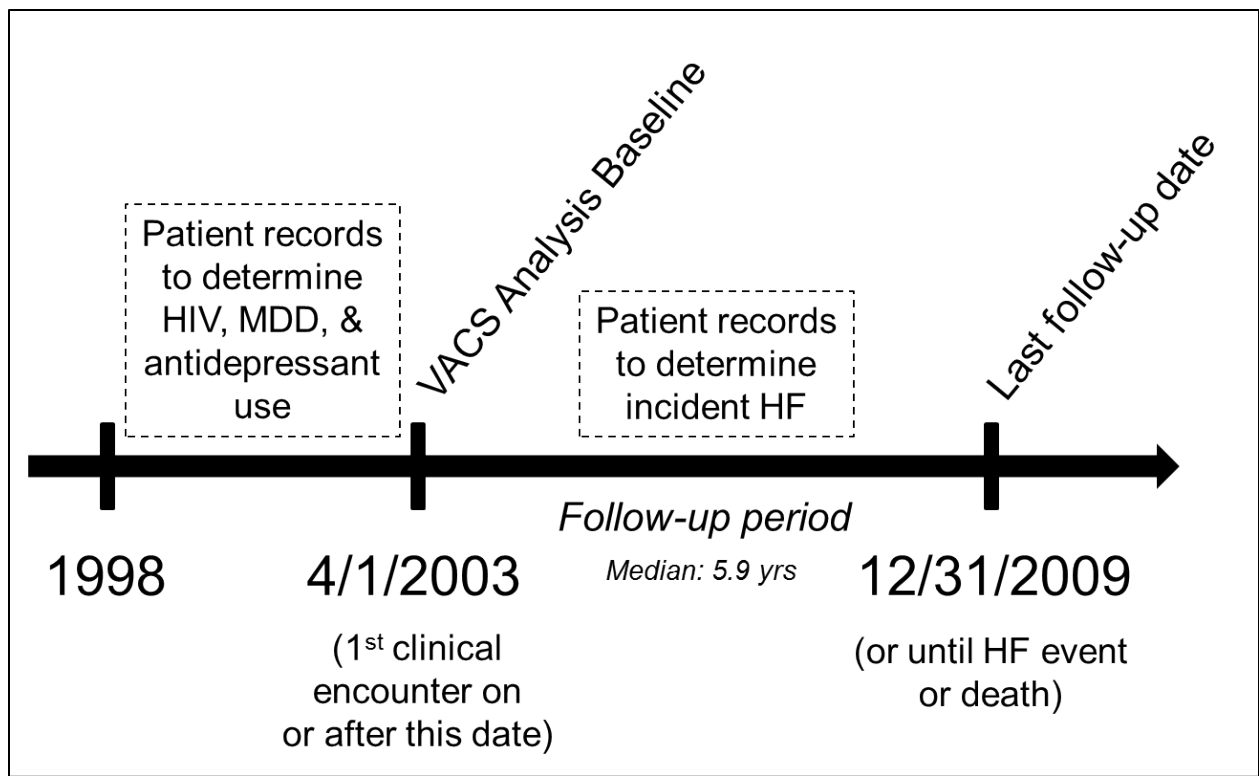 Patient records
to determine
HIV, MDD, &
antidepressant
use
VACS Analysis Baseline
Patient records
to determine
incident HF
Last follow-up date
Follow-up period
Median: 5.9 yrs
1998
4/1/2003
(1st clinical
encounter on
or after this date)
12/31/2009
(or until HF event
or death)